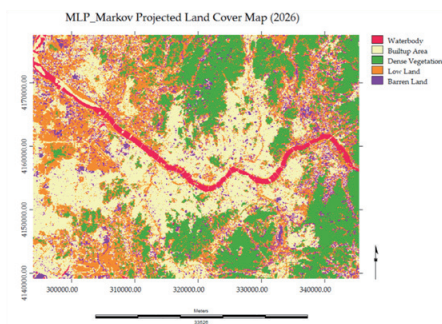 MLP_Markov Projected Land Cover Map (2026)
Waterbody
Builtup Area
Dense Vegetation
Low Land
Barren Land
4170000.00
4160000.00
4150000.00
4140000.00
300000.00 310000.00 320000.00 330000.00 340000.00
Meters